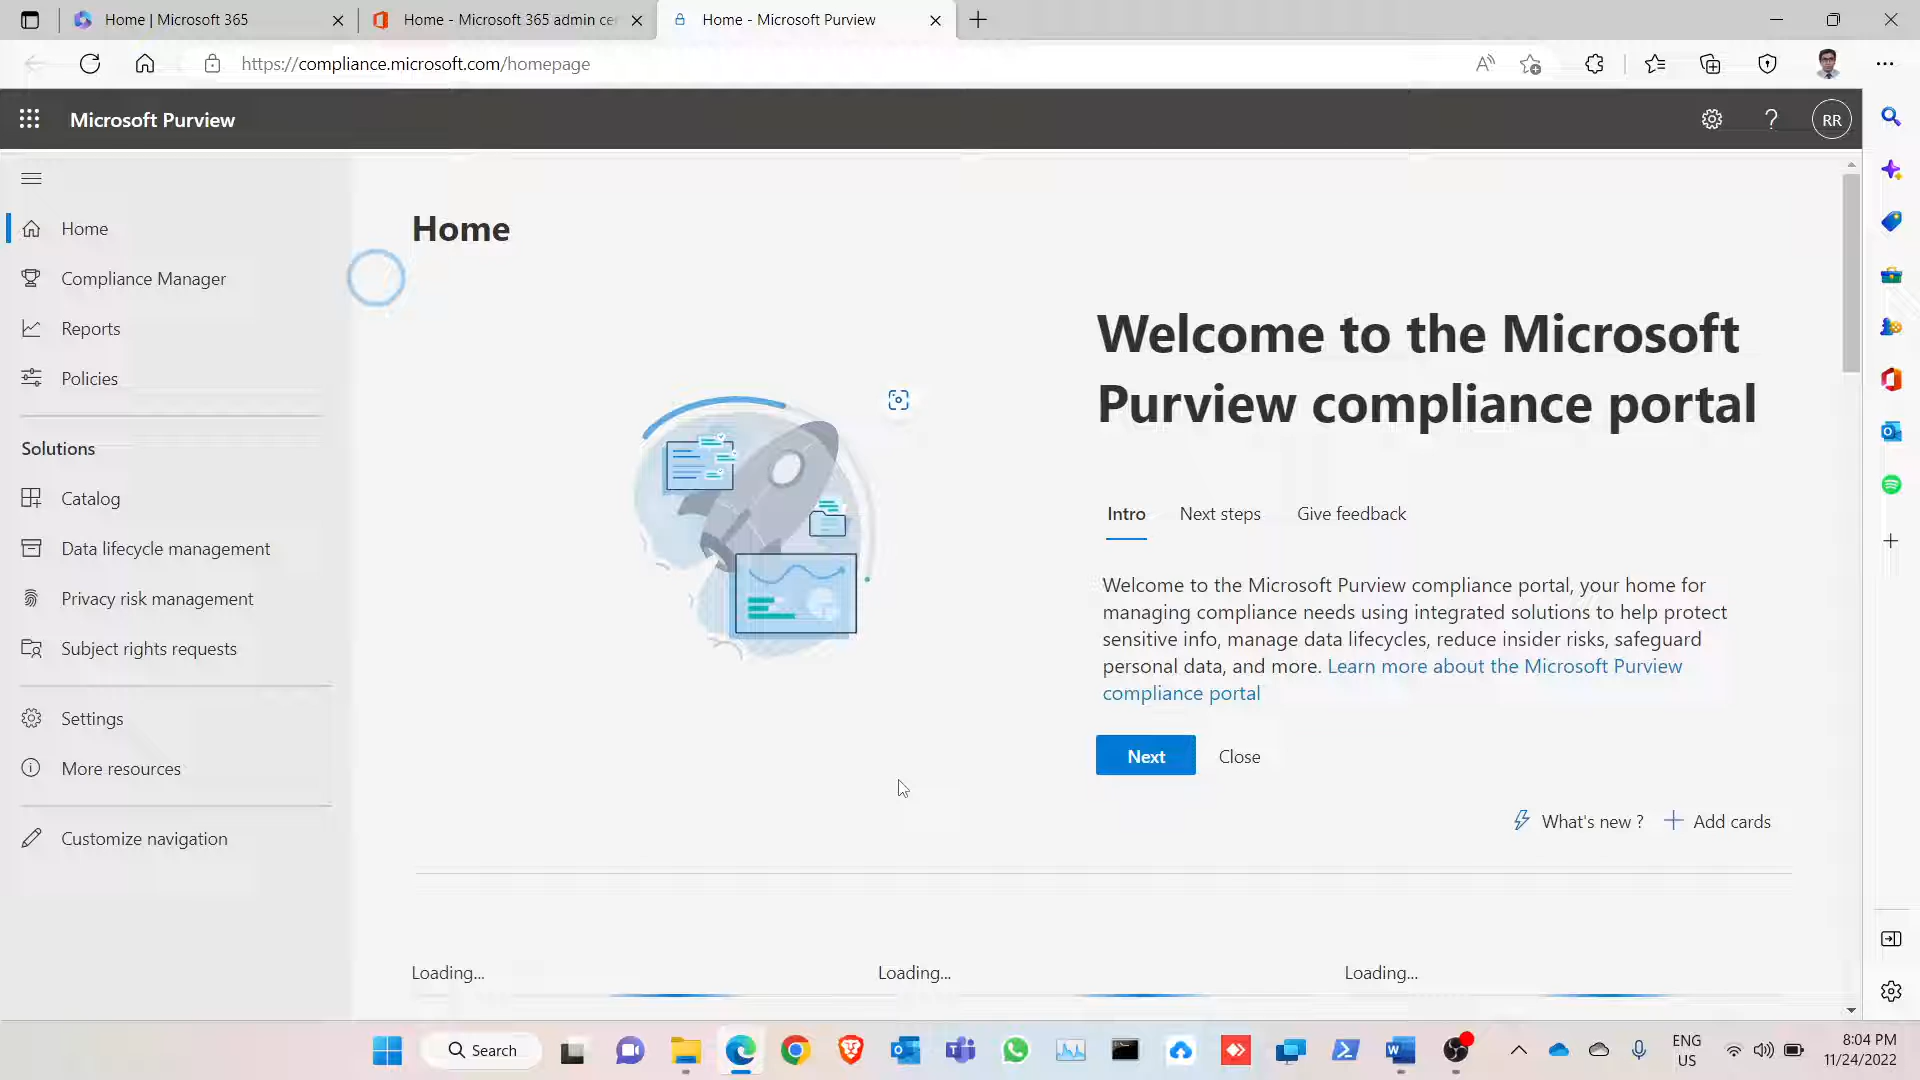 Home | Microsoft 365
Home - Microsoft 365 admin ce
Home - Microsoft Purview
https://compliance.microsoft.com/homepage
Microsoft Purview
RR
Home
Compliance Manager
Reports
Policies
Solutions
Catalog
Data lifecycle management
Privacy risk management
Subject rights requests
Settings
More resources
Customize navigation
Home
Welcome to the Microsoft
Purview compliance portal
Intro
Next steps
Give feedback
Welcome to the Microsoft Purview compliance portal, your home for
managing compliance needs using integrated solutions to help protect
sensitive info, manage data lifecycles, reduce insider risks, safeguard
personal data, and more. Learn more about the Microsoft Purview
compliance portal
Next
Close
What's new ?
Add cards
Loading...
Loading...
Loading...
Search
ENG
US
8:04 PM
11/24/2022